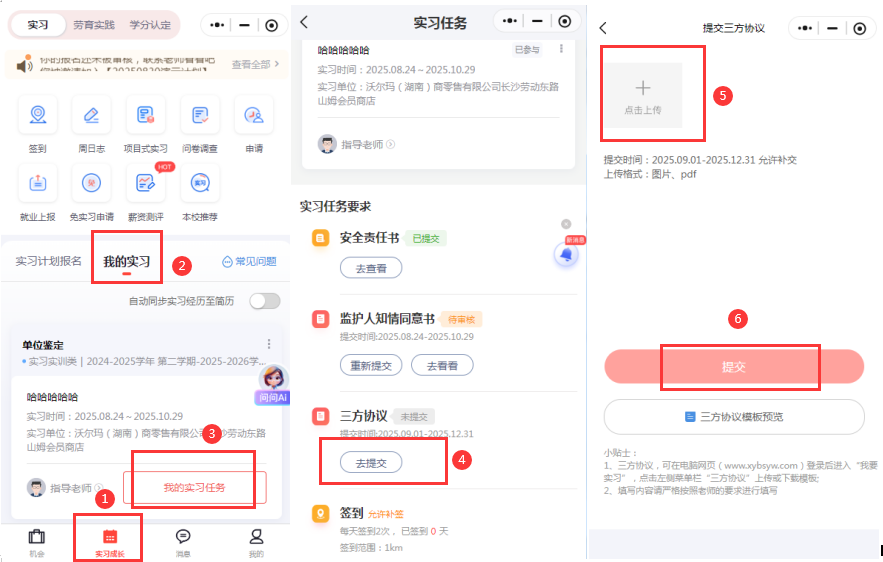 实习
劳育实践
学分认定
查看全部
签到
周日志
项目式实习
问卷调查
申请
HOT
就业上报
免实习申请
薪资测评
本校推荐
实习计划报名
我的实习
2
常见问题
自动同步实习经历至简历
单位鉴定
实习实训类 | 2024-2025学年 第二学期-2025-2026学...
问问Ai
哈哈哈哈哈
实习时间：2025.08.24 ~ 2025.10.29
实习单位：沃尔玛（湖南）商零售有限公司长沙劳动东路
山姆会员商店
3
指导老师
我的实习任务
1
机会
实习成长
消息
我的
实习任务
哈哈哈哈哈
已参与
实习时间：2025.08.24 ~ 2025.10.29
实习单位：沃尔玛（湖南）商零售有限公司长沙劳动东路
山姆会员商店
指导老师
实习任务要求
安全责任书
已提交
新消息
去查看
监护人知情同意书
待审核
提交时间:2025.08.24-2025.10.29
重新提交
去看看
三方协议
未提交
提交时间:2025.09.01-2025.12.31
去提交
4
签到
允许补签
每天签到2次，已签到 0 天
签到范围：1km
提交三方协议
点击上传
5
提交时间：2025.09.01-2025.12.31 允许补交
上传格式：图片、pdf
6
提交
三方协议模板预览
小贴士：
1、三方协议，可在电脑网页（www.xybsyw.com）登录后进入“我要
实习”，点击左侧菜单栏“三方协议”上传或下载模板;
2、填写内容请严格按照老师的要求进行填写